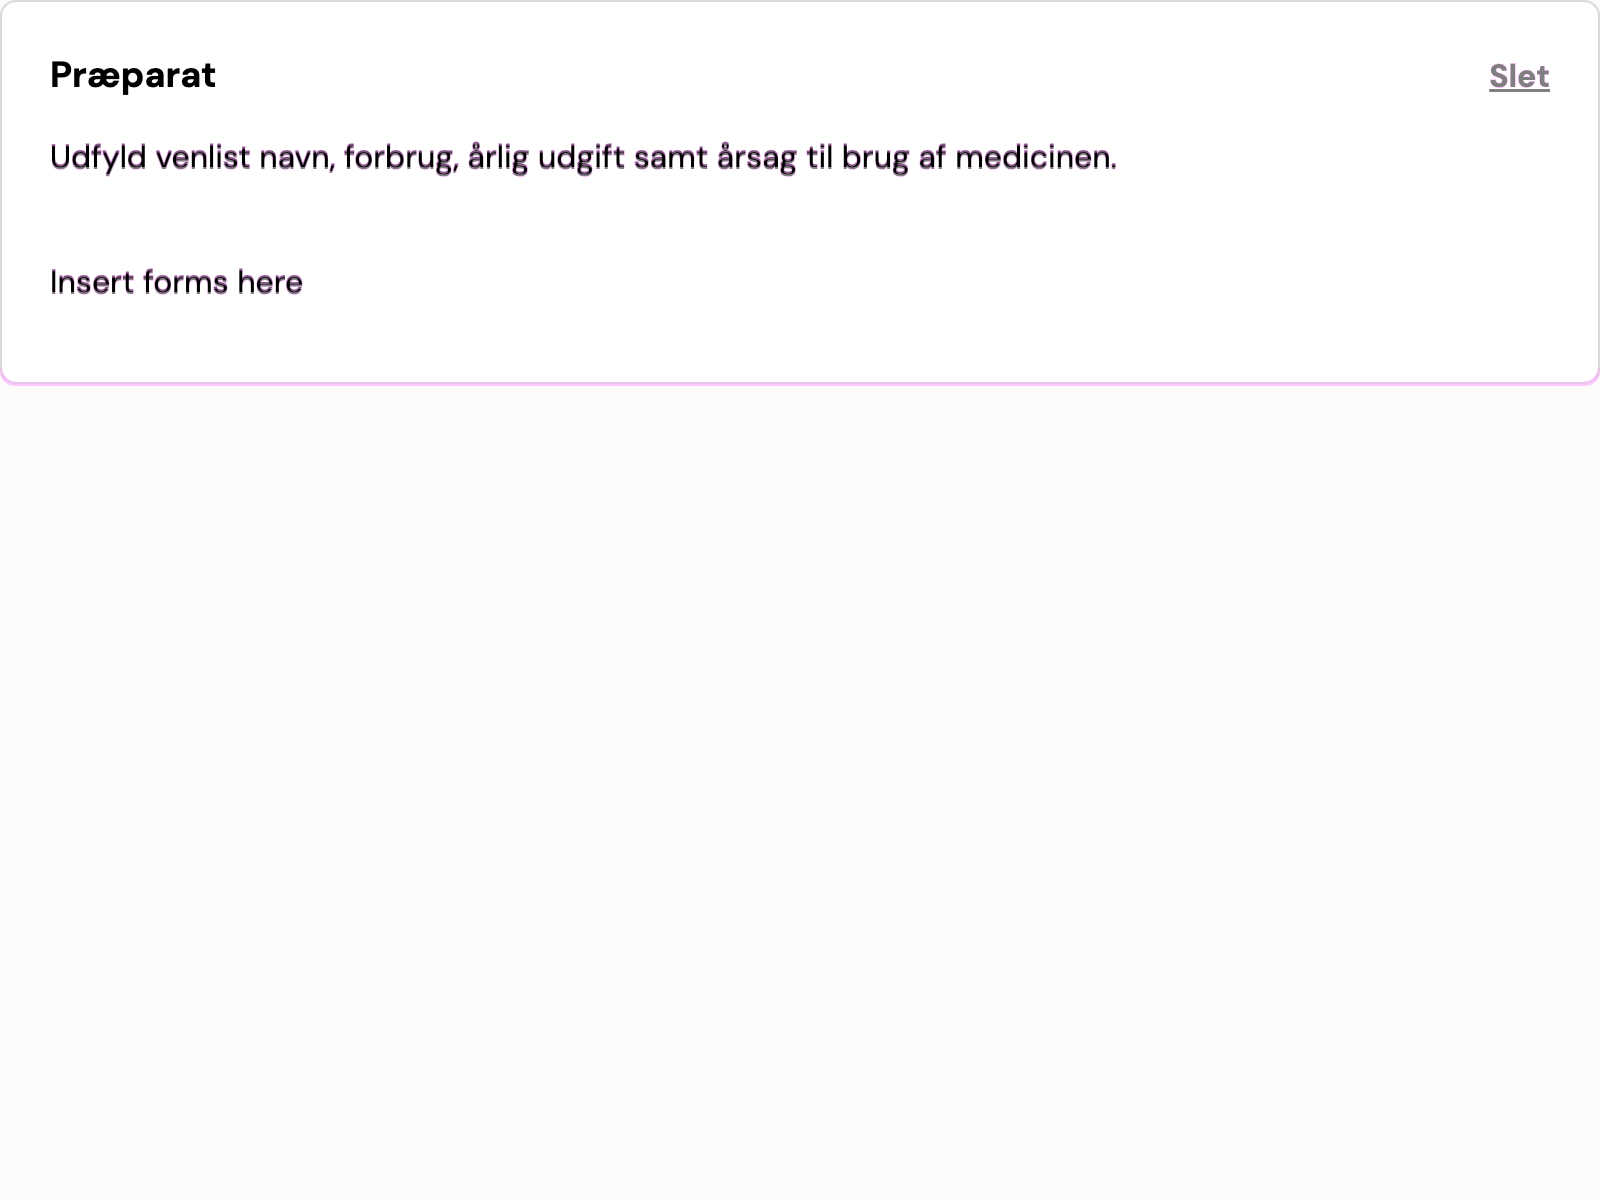 Præparat
Slet
Udfyld venlist navn, forbrug, årlig udgift samt årsag til brug af medicinen.
Insert forms here